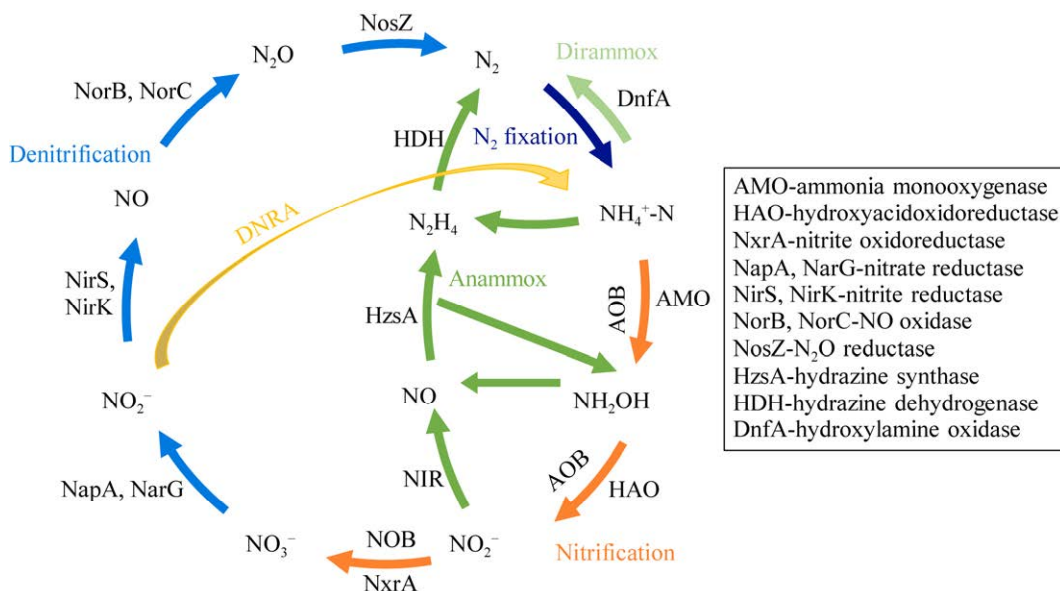 NosZ
N₂O
N₂
Dirammox
NorB, NorC
DnfA
HDH
N₂ fixation
Denitrification
NO
DNRA
N₂H₄
NH₄⁺-N
NirS,
NirK
Anammox
HzsA
AOB
AMO
NO₂⁻
NO
NH₂OH
NapA, NarG
NIR
AOB
HAO
NO₃⁻
NOB
NO₂⁻
Nitrification
NxrA
AMO-ammonia monooxygenase
HAO-hydroxyacidoxidoreductase
NxrA-nitrite oxidoreductase
NapA, NarG-nitrate reductase
NirS, NirK-nitrite reductase
NorB, NorC-NO oxidase
NosZ-N₂O reductase
HzsA-hydrazine synthase
HDH-hydrazine dehydrogenase
DnfA-hydroxylamine oxidase